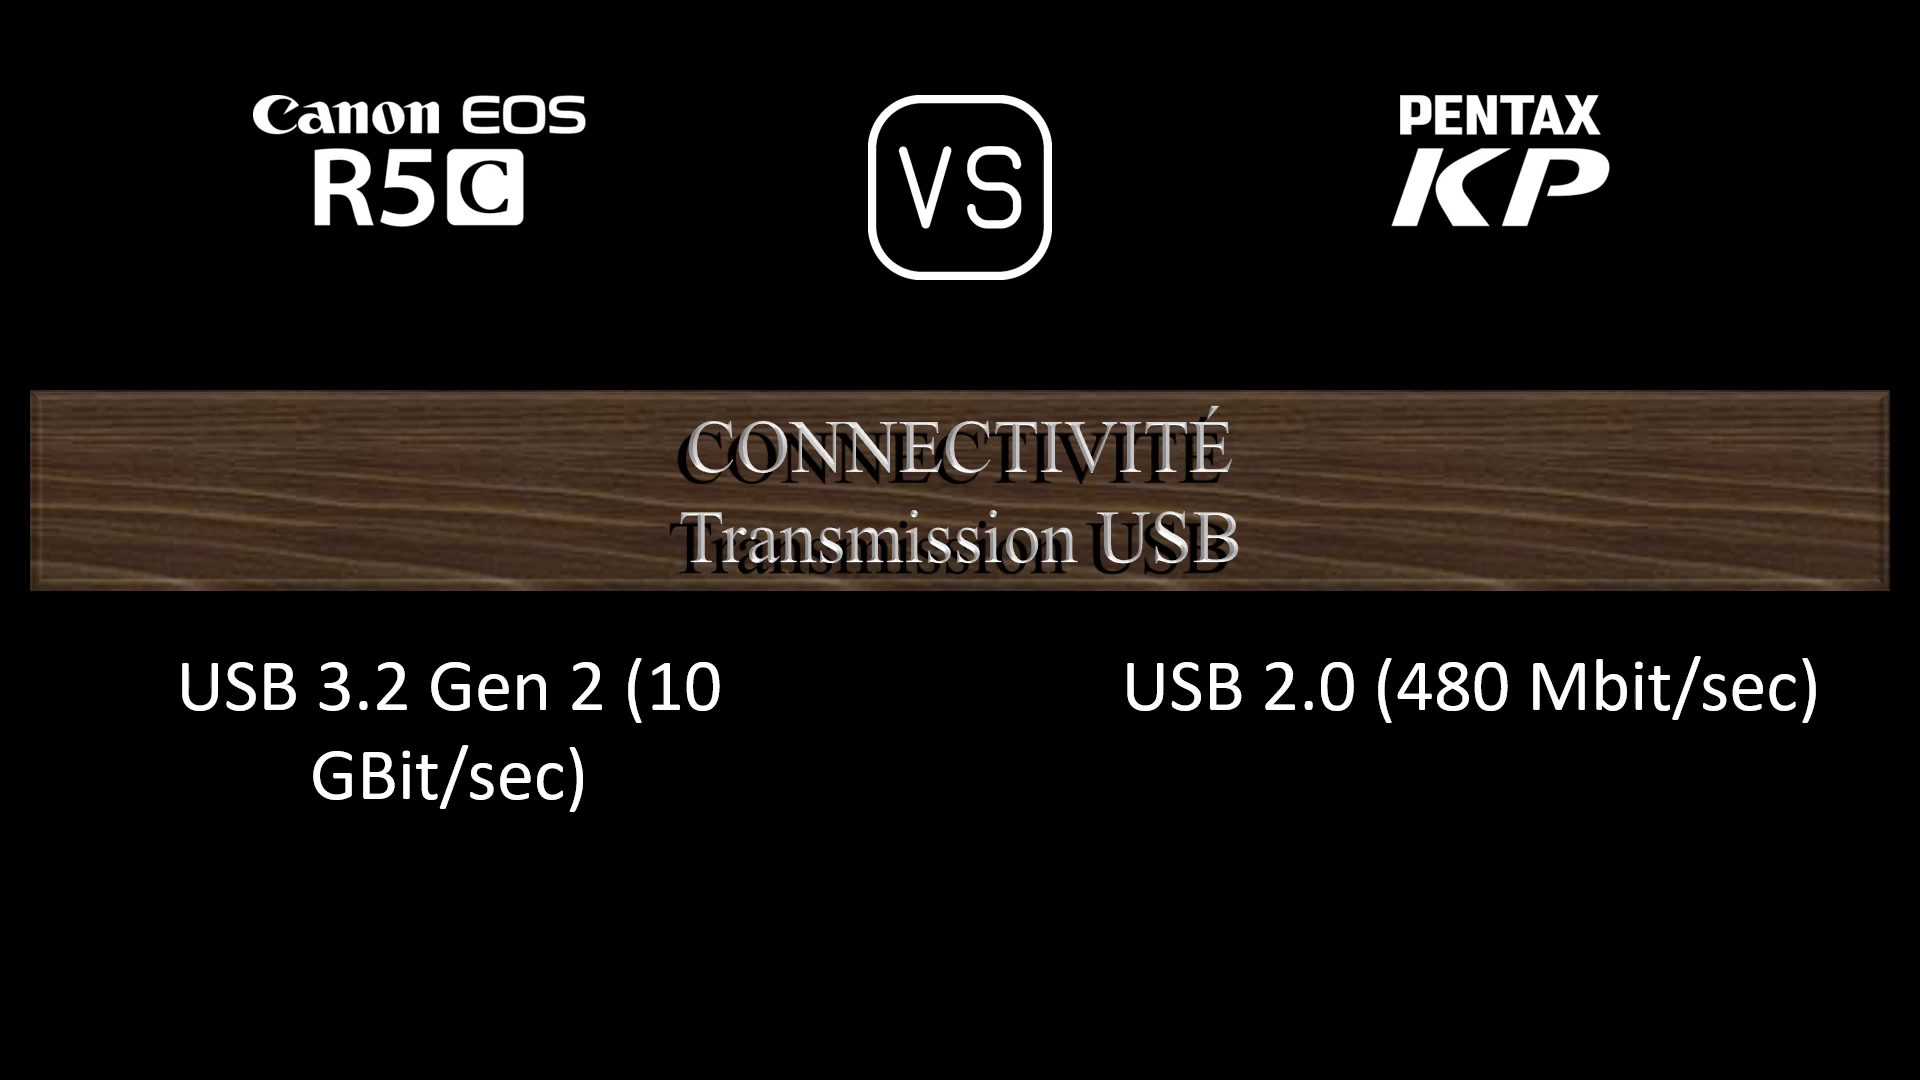 Canon EOS
R5 C
VS
PENTAX
KP
CONNECTIVITÉ
Transmission USB
USB 3.2 Gen 2 (10
GBit/sec)
USB 2.0 (480 Mbit/sec)